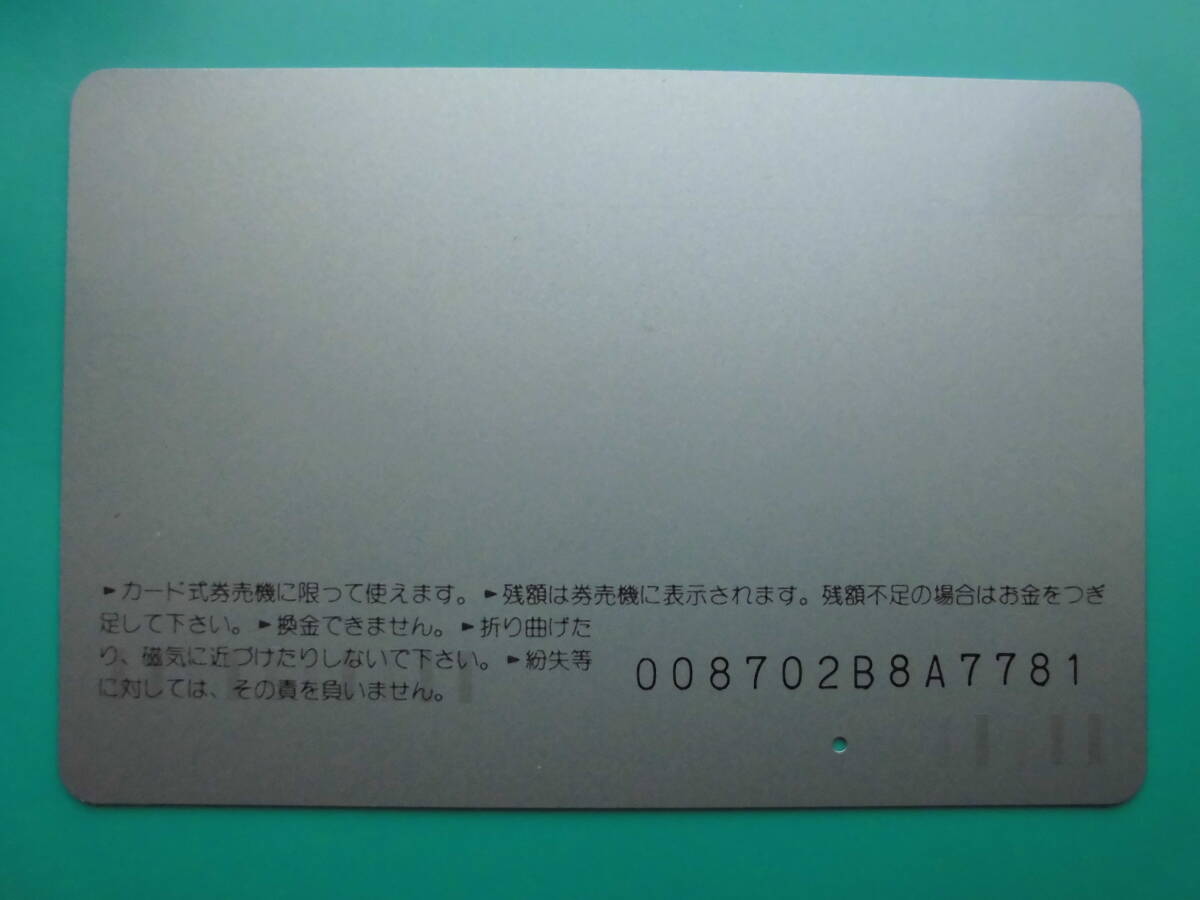 ►カード式券売機に限って使えます。►残額は券売機に表示されます。残額不足の場合はお金をつぎ
足して下さい。►換金できません。►折り曲げた
り、磁気に近づけたりしないで下さい。►紛失等
に対しては、その責を負いません。
008702B8A7781